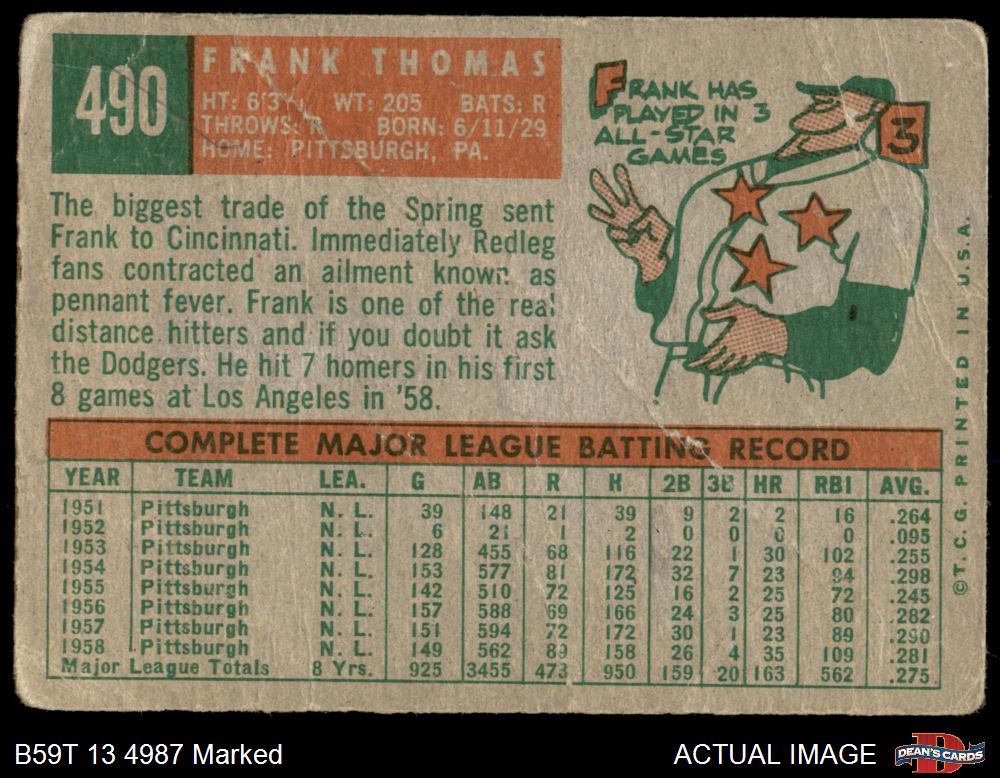 490
FRANK THOMAS
HT: 6'3½ WT: 205 BATS: R
THROWS: R BORN: 6/11/29
HOME: PITTSBURGH, PA.
FRANK HAS
PLAYED IN 3
ALL-STAR
GAMES
3
The biggest trade of the Spring sent
Frank to Cincinnati. Immediately Redleg
fans contracted an ailment known as
pennant fever. Frank is one of the real
distance hitters and if you doubt it ask
the Dodgers. He hit 7 homers in his first
8 games at Los Angeles in '58.
COMPLETE MAJOR LEAGUE BATTING RECORD
YEAR TEAM LEA. G AB R H 2B 3B HR RBI AVG.
1951 Pittsburgh N. L. 39 148 21 39 9 2 2 16 .264
1952 Pittsburgh N. L. 6 21 1 2 0 0 0 0 .095
1953 Pittsburgh N. L. 128 455 68 116 22 1 30 102 .255
1954 Pittsburgh N. L. 153 577 81 172 32 7 23 94 .298
1955 Pittsburgh N. L. 142 510 72 125 16 2 25 72 .245
1956 Pittsburgh N. L. 157 588 69 166 24 3 25 80 .282
1957 Pittsburgh N. L. 151 594 72 172 30 1 23 89 .290
1958 Pittsburgh N. L. 149 562 89 158 26 4 35 109 .281
Major League Totals 8 Yrs. 925 3455 473 950 159 20 163 562 .275
©T.C.G. PRINTED IN U.S.A.
B59T 13 4987 Marked
ACTUAL IMAGE
DEAN'S CARDS